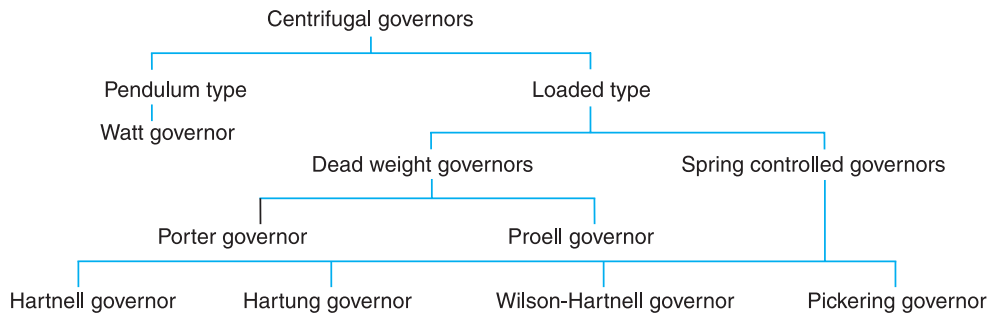 Centrifugal governors
Pendulum type
Loaded type
Watt governor
Dead weight governors
Spring controlled governors
Porter governor
Proell governor
Hartnell governor
Hartung governor
Wilson-Hartnell governor
Pickering governor